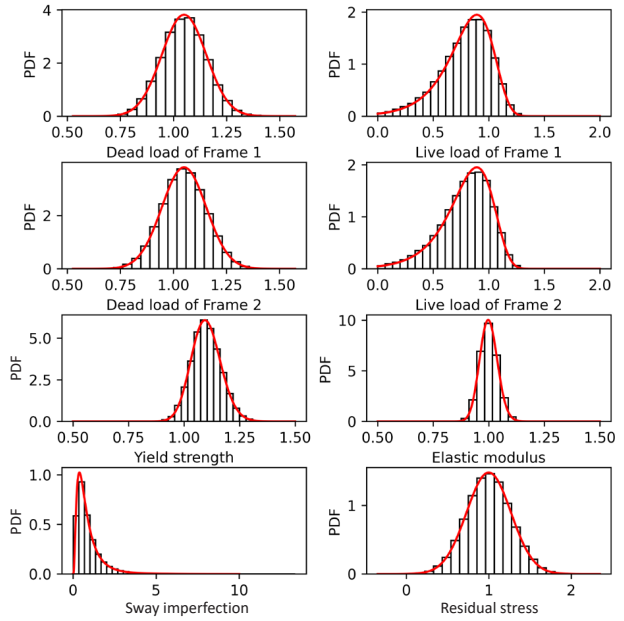 4
2
0
PDF
0.50 0.75 1.00 1.25 1.50
Dead load of Frame 1
2
1
0
PDF
0.0 0.5 1.0 1.5 2.0
Live load of Frame 1
2
0
PDF
0.50 0.75 1.00 1.25 1.50
Dead load of Frame 2
2
1
0
PDF
0.0 0.5 1.0 1.5 2.0
Live load of Frame 2
5.0
2.5
0.0
PDF
0.50 0.75 1.00 1.25 1.50
Yield strength
10
5
0
PDF
0.50 0.75 1.00 1.25 1.50
Elastic modulus
1.0
0.5
0.0
PDF
0 5 10
Sway imperfection
1
0
PDF
0 1 2
Residual stress